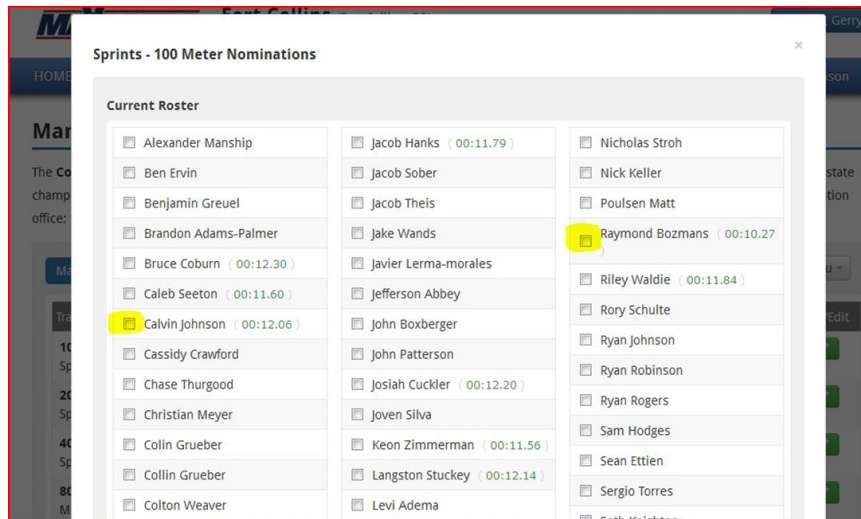 Gerry
Sprints - 100 Meter Nominations
×
HOME
son
Current Roster
Alexander Manship
Ben Ervin
Benjamin Greuel
Brandon Adams-Palmer
Bruce Coburn ( 00:12.30 )
Caleb Seeton ( 00:11.60 )
Calvin Johnson ( 00:12.06 )
Cassidy Crawford
Chase Thurgood
Christian Meyer
Colin Grueber
Collin Grueber
Colton Weaver
Jacob Hanks ( 00:11.79 )
Jacob Sober
Jacob Theis
Jake Wands
Javier Lerma-morales
Jefferson Abbey
John Boxberger
John Patterson
Josiah Cuckler ( 00:12.20 )
Joven Silva
Keon Zimmerman ( 00:11.56 )
Langston Stuckey ( 00:12.14 )
Levi Adema
Nicholas Stroh
Nick Keller
Poulsen Matt
Raymond Bozmans ( 00:10.27
)
Riley Waldie ( 00:11.84 )
Rory Schulte
Ryan Johnson
Ryan Robinson
Ryan Rogers
Sam Hodges
Sean Ettien
Sergio Torres
Mar
The Co
champ
office;
state
tion
Ma
u
Tra
/Edit
10
Sp
20
Sp
40
Sp
80
M